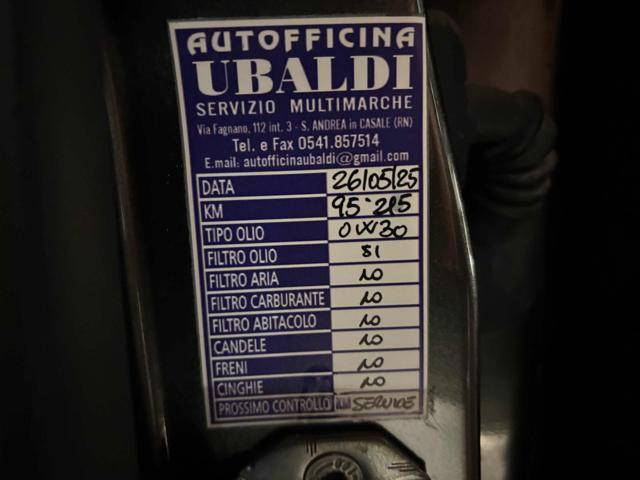 AUTOFFICINA
UBALDI
SERVIZIO MULTIMARCHE
Via Fagnano, 112 int. 3 - S. ANDREA in CASALE (RN)
Tel. e Fax 0541.857514
E.mail: autofficinaubaldi@gmail.com
DATA 26/05/25
KM 95·215
TIPO OLIO 0W30
FILTRO OLIO SI
FILTRO ARIA NO
FILTRO CARBURANTE NO
FILTRO ABITACOLO NO
CANDELE NO
FRENI NO
CINGHIE NO
PROSSIMO CONTROLLO KM SERVICE